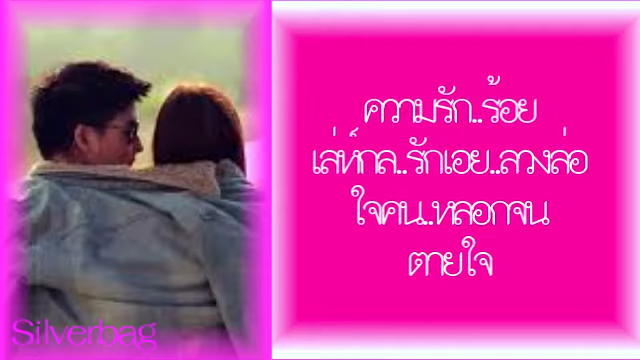 ความรัก..ร้อย
เล่ห์กล..รักเอย..ลวงล่อ
ใจคน..หลอกจน
ตายใจ
Silverbag